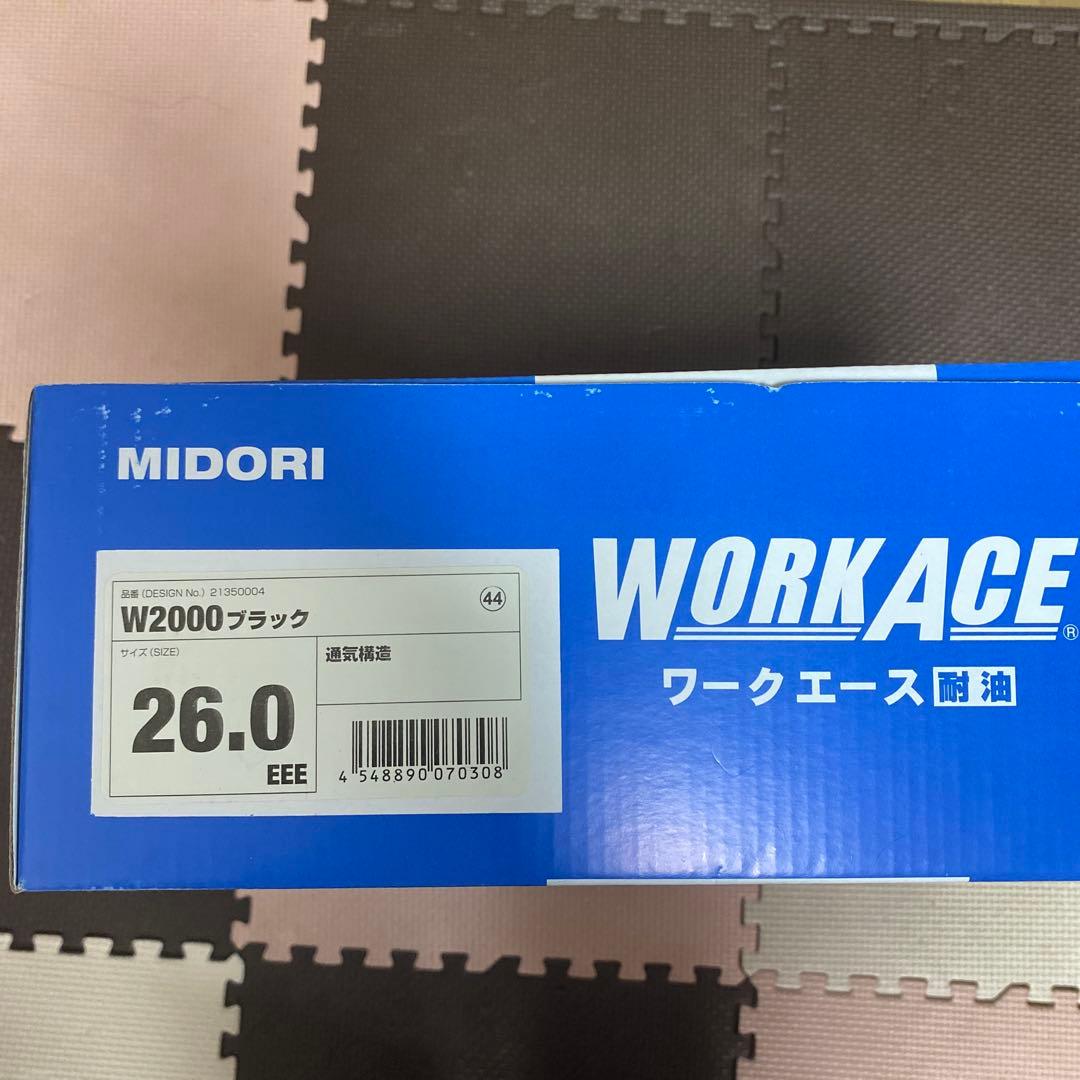 MIDORI
品番(DESIGN No.) 21350004
W2000ブラック
44
サイズ(SIZE)
26.0
EEE
通気構造
4 548890 070308
WORK ACE®
ワークエース耐油